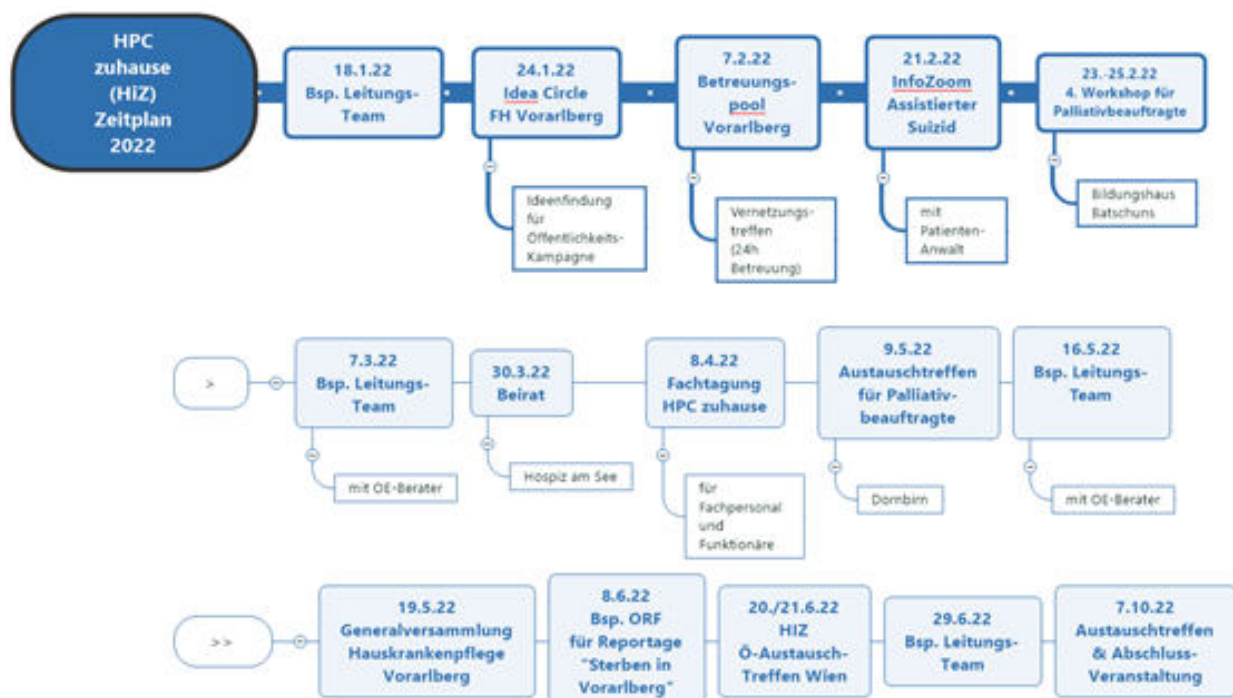 HPC
zuhause
(HiZ)
Zeitplan
2022
18.1.22
Bsp. Leitungs-
Team
24.1.22
Idea Circle
FH Vorarlberg
7.2.22
Betreuungs-
pool
Vorarlberg
21.2.22
InfoZoom
Assistierter
Suizid
23.-25.2.22
4. Workshop für
Palliativbeauftragte
Ideenfindung
für
Öffentlichkeits-
Kampagne
Vernetzungs-
treffen
(24h
Betreuung)
mit
Patienten-
Anwalt
Bildungshaus
Batschuns
>
7.3.22
Bsp. Leitungs-
Team
30.3.22
Beirat
8.4.22
Fachtagung
HPC zuhause
9.5.22
Austauschtreffen
für Palliativ-
beauftragte
16.5.22
Bsp. Leitungs-
Team
mit OE-Berater
Hospiz am See
für
Fachpersonal
und
Funktionäre
Dornbirn
mit OE-Berater
>>
19.5.22
Generalversammlung
Hauskrankenpflege
Vorarlberg
8.6.22
Bsp. ORF
für Reportage
"Sterben in
Vorarlberg"
20./21.6.22
HIZ
Ö-Austausch-
Treffen Wien
29.6.22
Bsp. Leitungs-
Team
7.10.22
Austauschtreffen
& Abschluss-
Veranstaltung